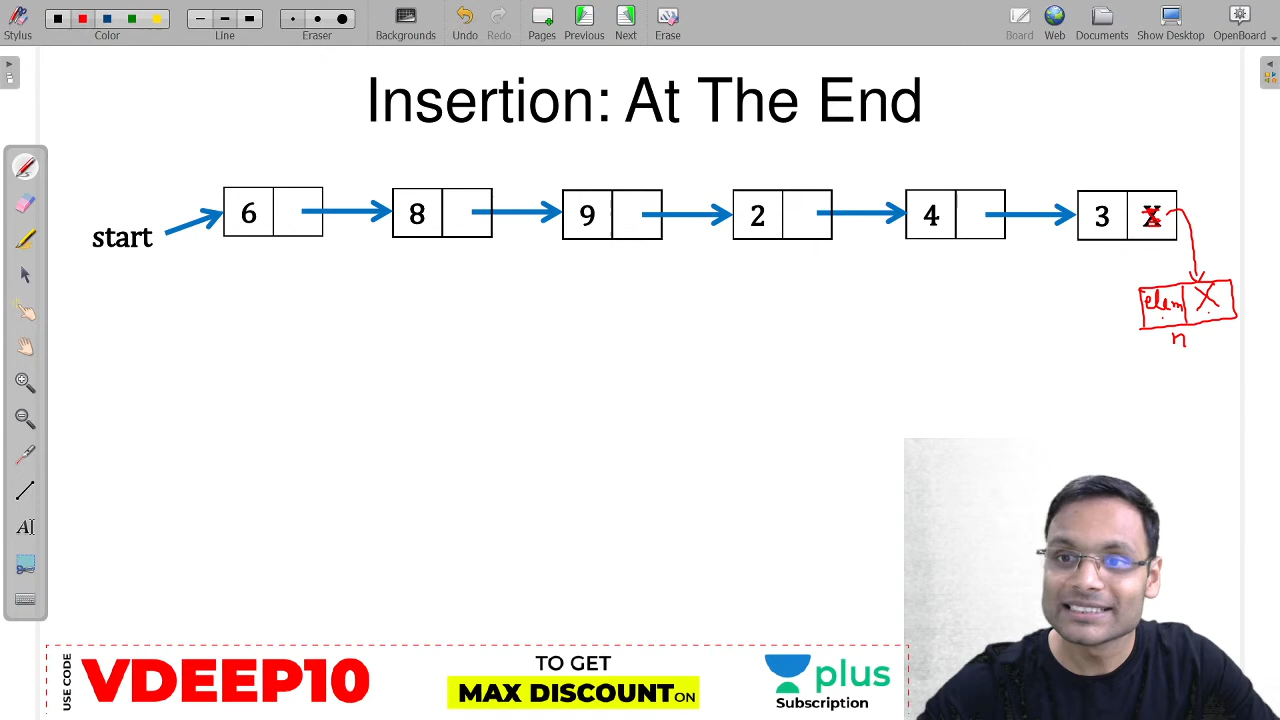 Stylus
Color
Line
Eraser
Backgrounds
Undo
Redo
Pages
Previous
Next
Erase
Board
Web
Documents
Show Desktop
OpenBoard
Insertion: At The End
start
6
8
9
2
4
3 X
elem X
n
AI
USE CODE
VDEEP10
TO GET
MAX DISCOUNT ON
plus
Subscription